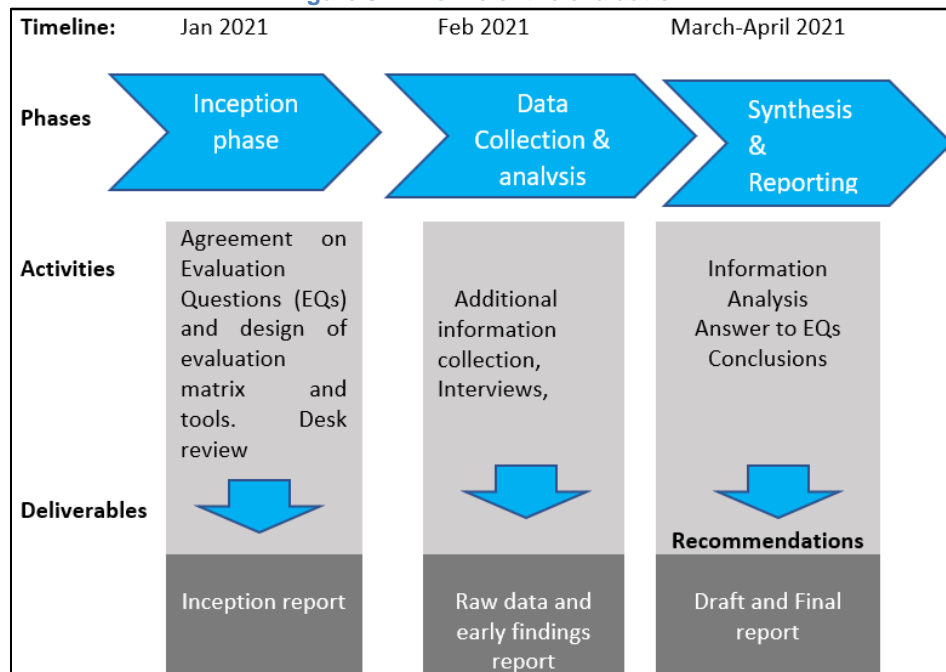 Timeline:
Jan 2021
Feb 2021
March-April 2021
Phases
Inception
phase
Data
Collection &
analysis
Synthesis
&
Reporting
Activities
Agreement on
Evaluation
Questions (EQs)
and design of
evaluation
matrix and
tools. Desk
review
Additional
information
collection,
Interviews,
Information
Analysis
Answer to EQs
Conclusions
Deliverables
Recommendations
Inception report
Raw data and
early findings
report
Draft and Final
report